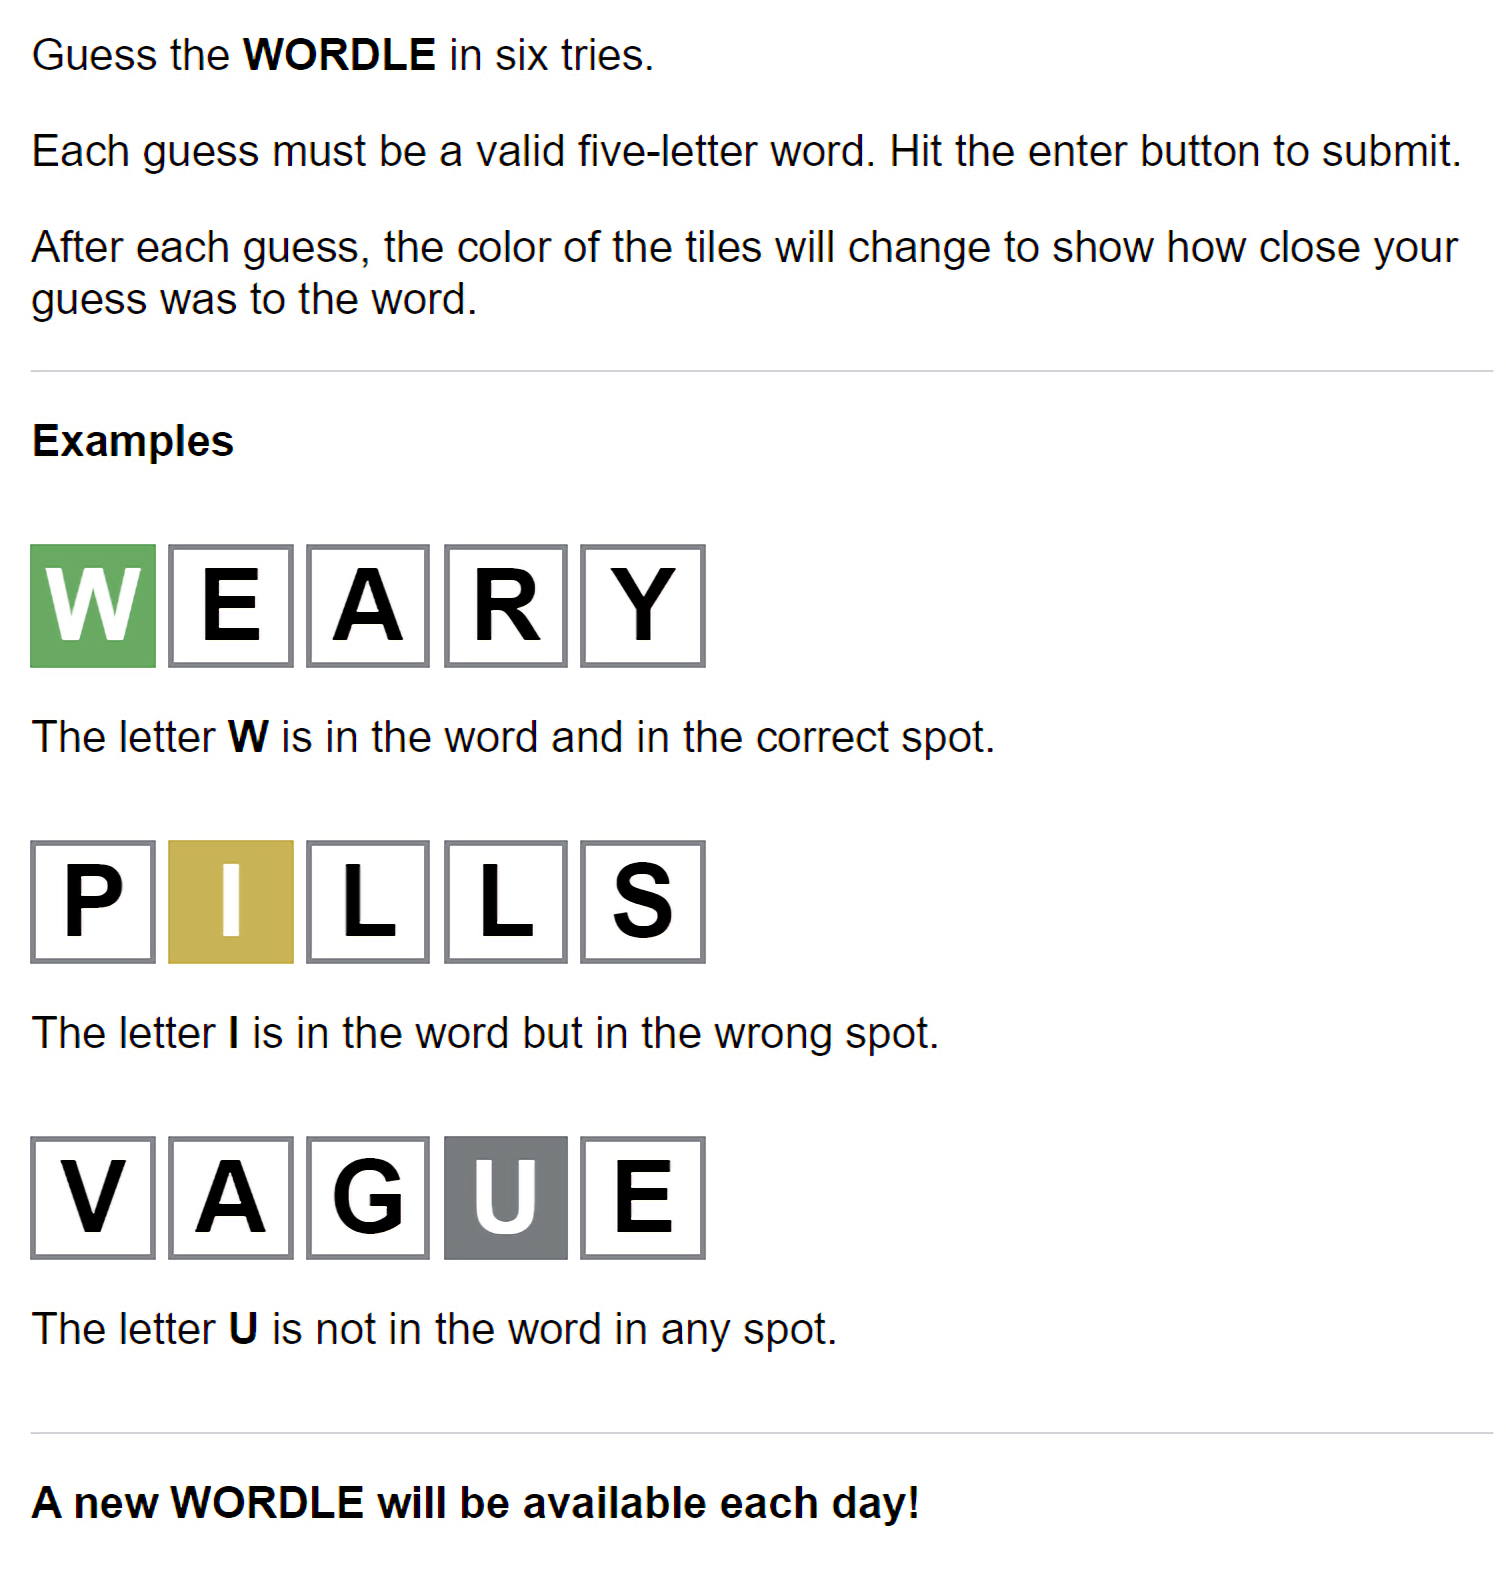 Guess the WORDLE in six tries.
Each guess must be a valid five-letter word. Hit the enter button to submit.
After each guess, the color of the tiles will change to show how close your
guess was to the word.
Examples
W E A R Y
The letter W is in the word and in the correct spot.
P I L L S
The letter I is in the word but in the wrong spot.
V A G U E
The letter U is not in the word in any spot.
A new WORDLE will be available each day!